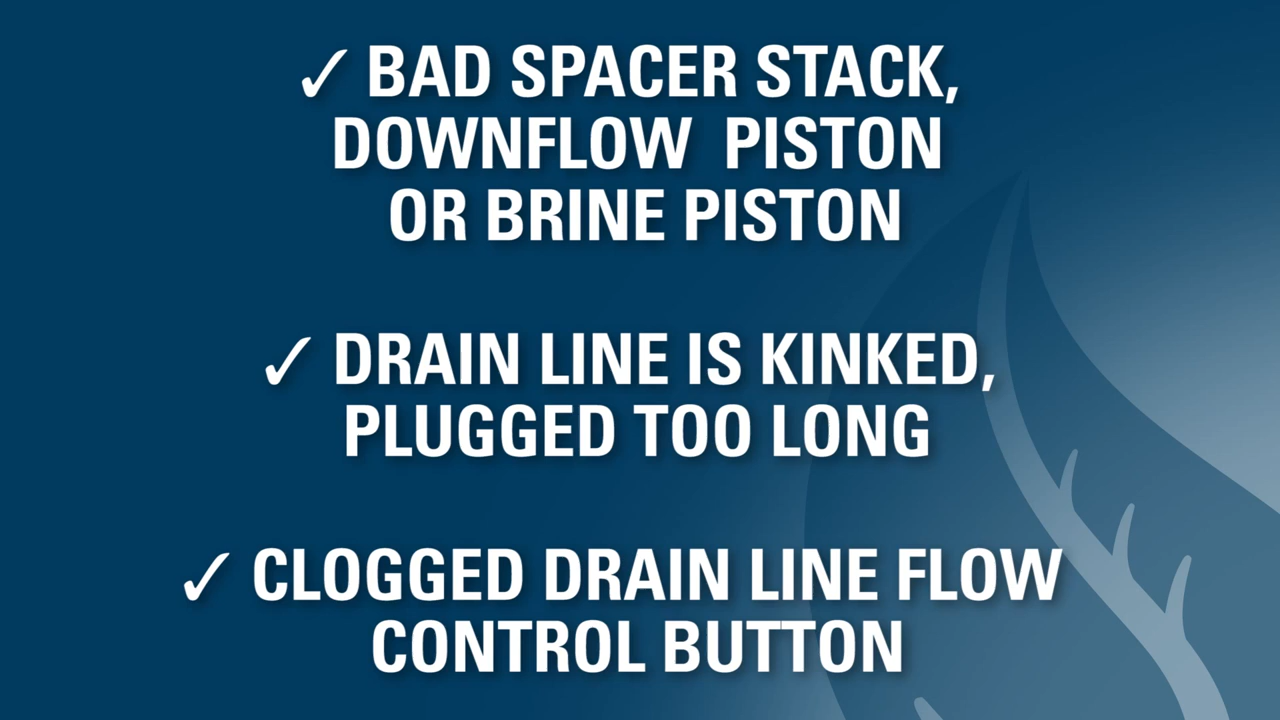 ✓ BAD SPACER STACK,
DOWNFLOW  PISTON
OR BRINE PISTON
✓ DRAIN LINE IS KINKED,
PLUGGED TOO LONG
✓ CLOGGED DRAIN LINE FLOW
CONTROL BUTTON